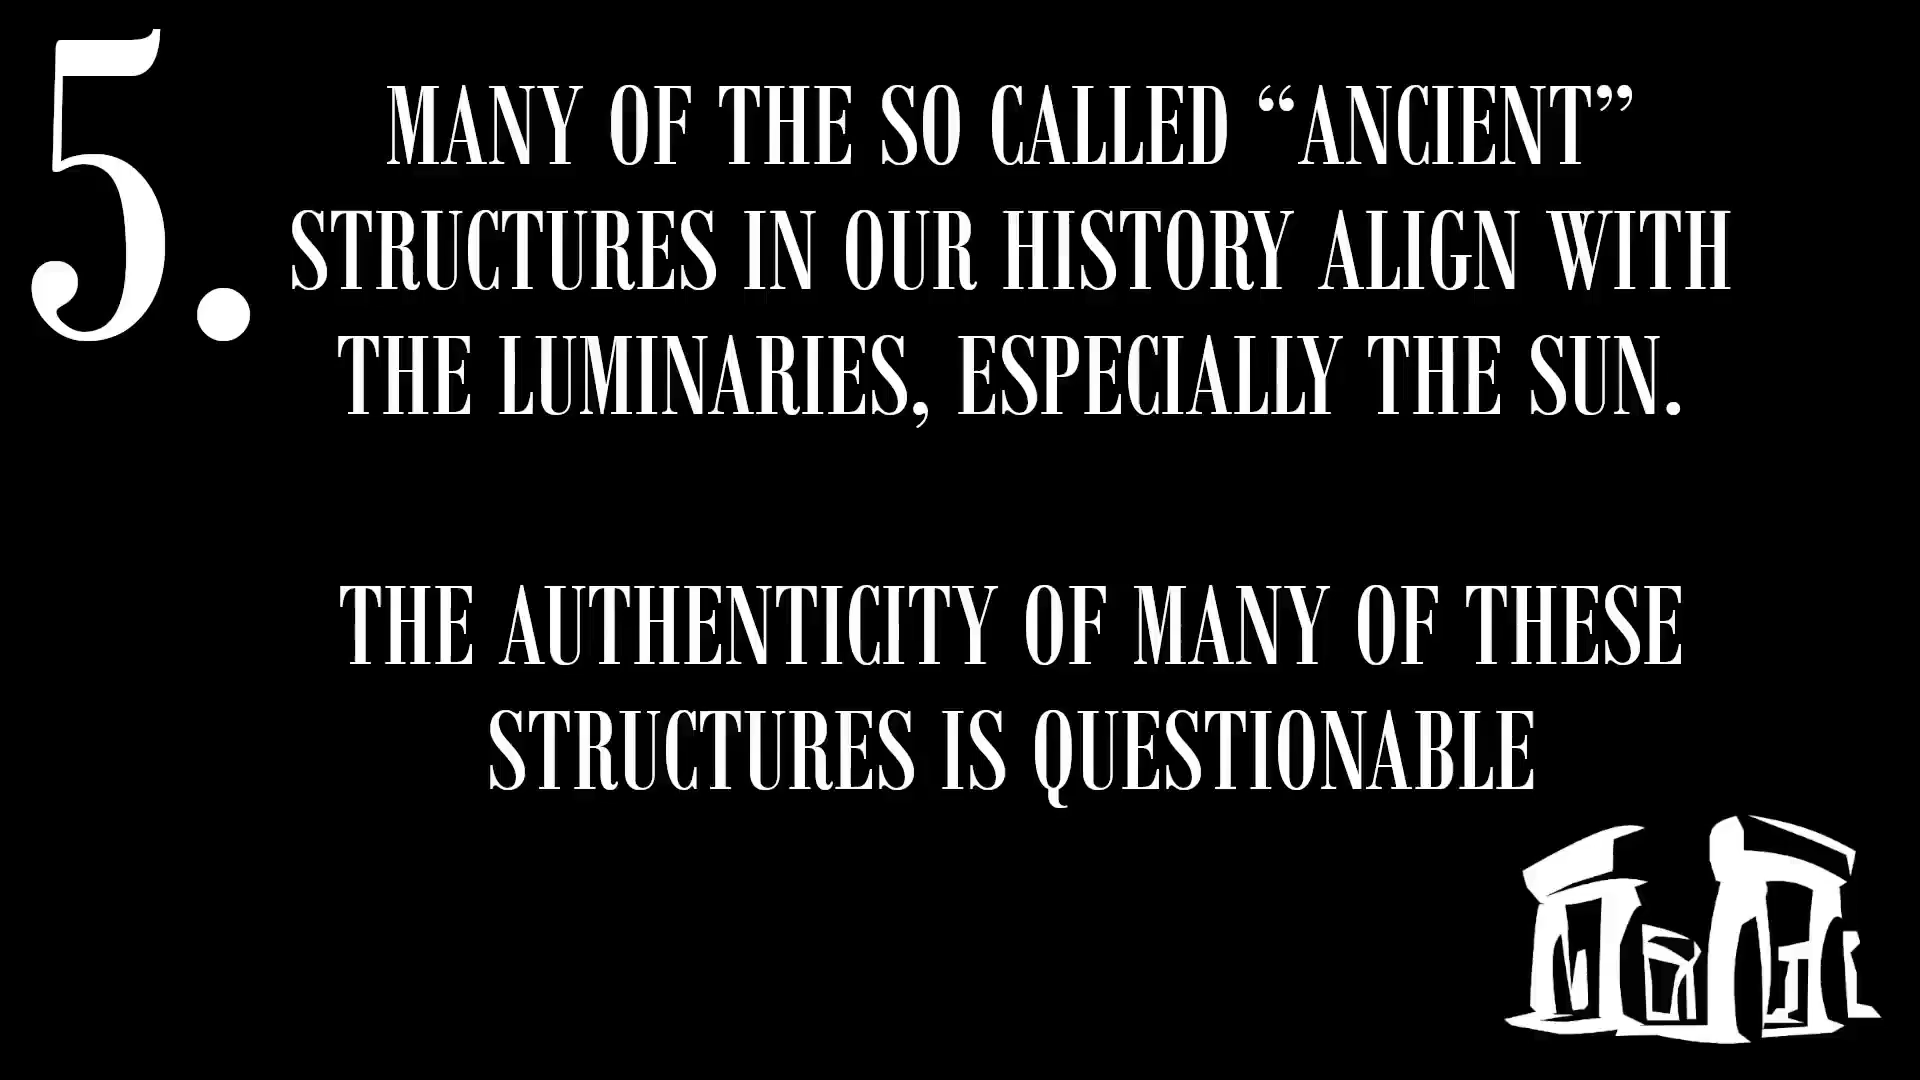 5.
MANY OF THE SO CALLED “ANCIENT”
STRUCTURES IN OUR HISTORY ALIGN WITH
THE LUMINARIES, ESPECIALLY THE SUN.
THE AUTHENTICITY OF MANY OF THESE
STRUCTURES IS QUESTIONABLE